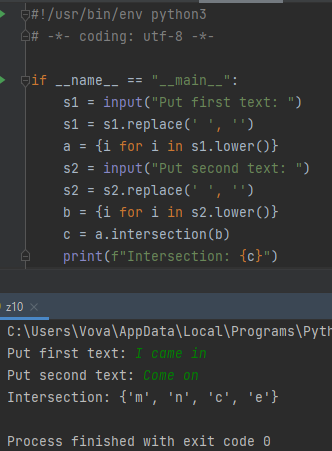 #!/usr/bin/env python3
# -*- coding: utf-8 -*-
if __name__ == "__main__":
s1 = input("Put first text: ")
s1 = s1.replace(' ', '')
a = {i for i in s1.lower()}
s2 = input("Put second text: ")
s2 = s2.replace(' ', '')
b = {i for i in s2.lower()}
c = a.intersection(b)
print(f"Intersection: {c}")
z10
C:\Users\Vova\AppData\Local\Programs\Pyth
Put first text: I came in
Put second text: Come on
Intersection: {'m', 'n', 'c', 'e'}
Process finished with exit code 0